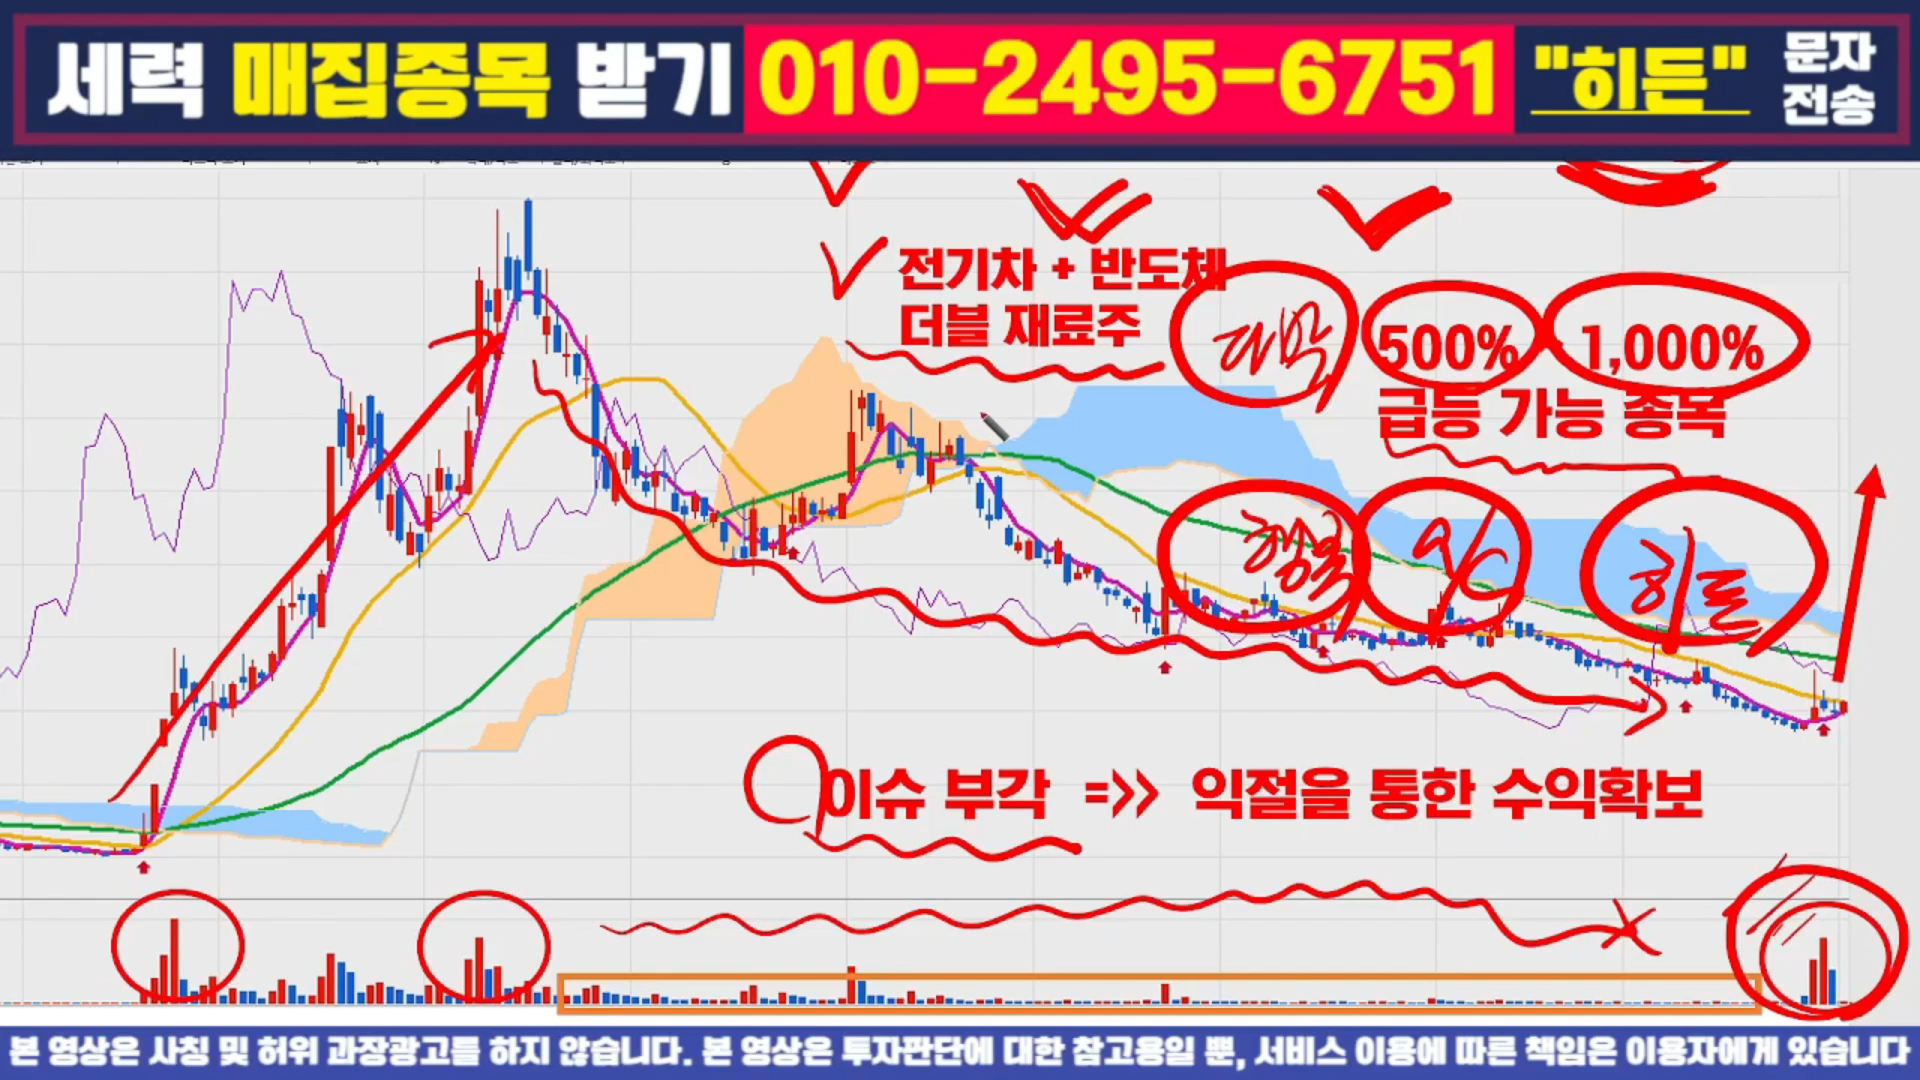 세력 매집종목 받기 010-2495-6751 "히든" 문자 전송
전기차 + 반도체
더블 재료주
대박
500% 1,000%
급등 가능 종목
히든
이슈 부각 =>> 익절을 통한 수익확보
본 영상은 사칭 및 허위 과장광고를 하지 않습니다. 본 영상은 투자판단에 대한 참고용일 뿐, 서비스 이용에 따른 책임은 이용자에게 있습니다